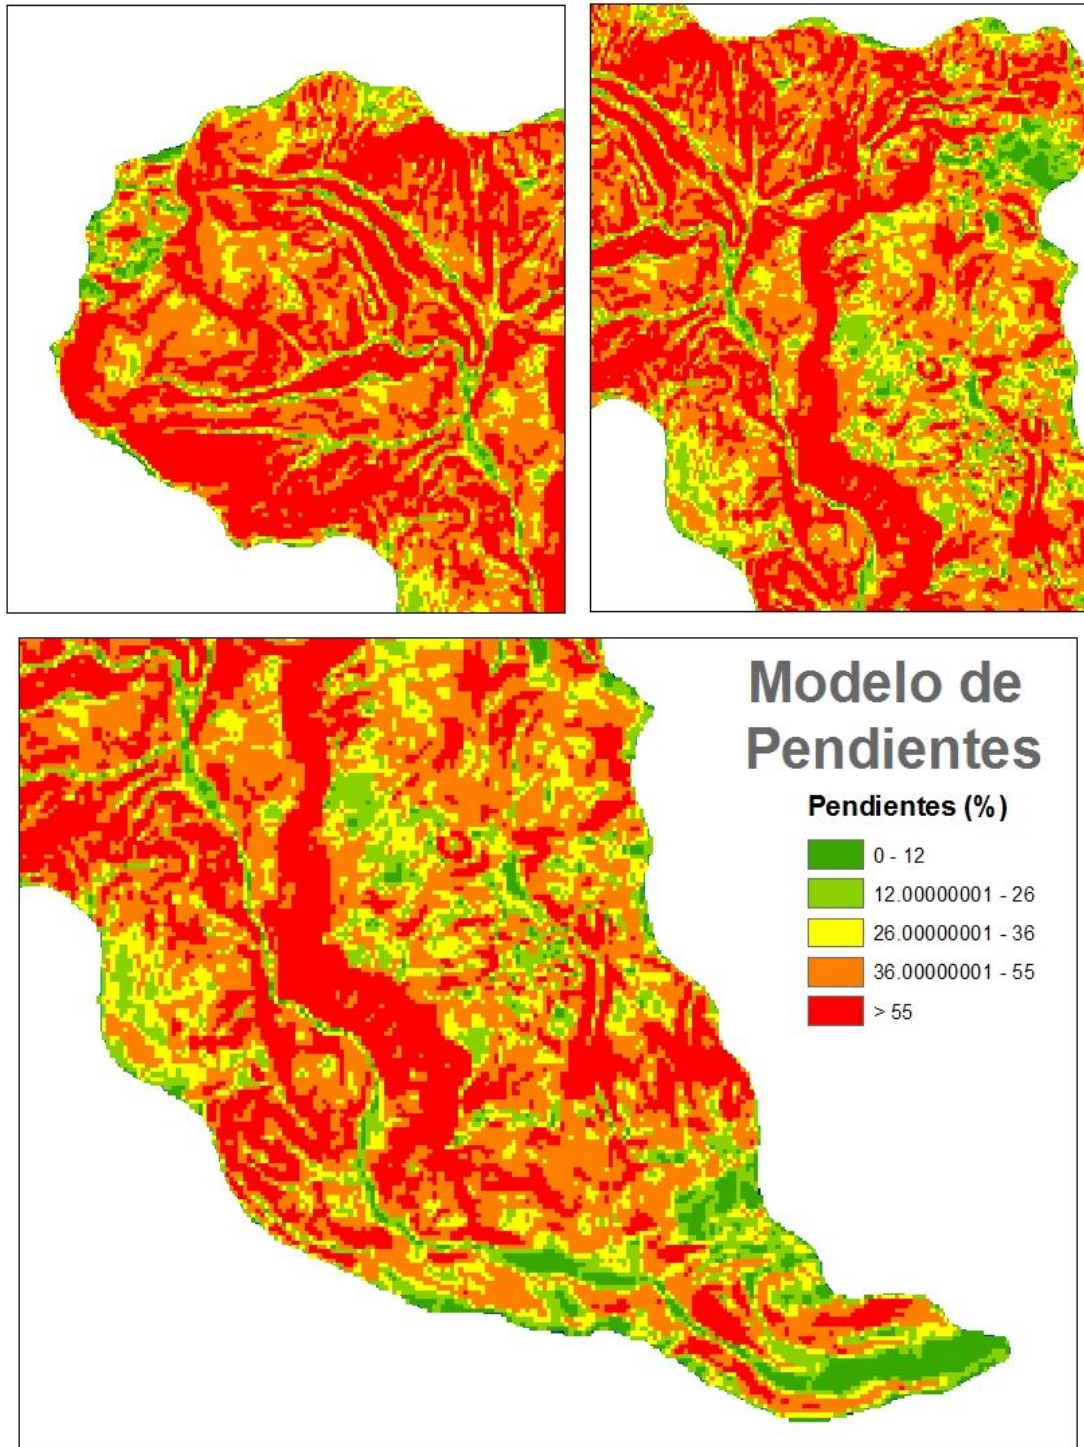 Modelo de
Pendientes
Pendientes (%)
0 - 12
12.00000001 - 26
26.00000001 - 36
36.00000001 - 55
> 55